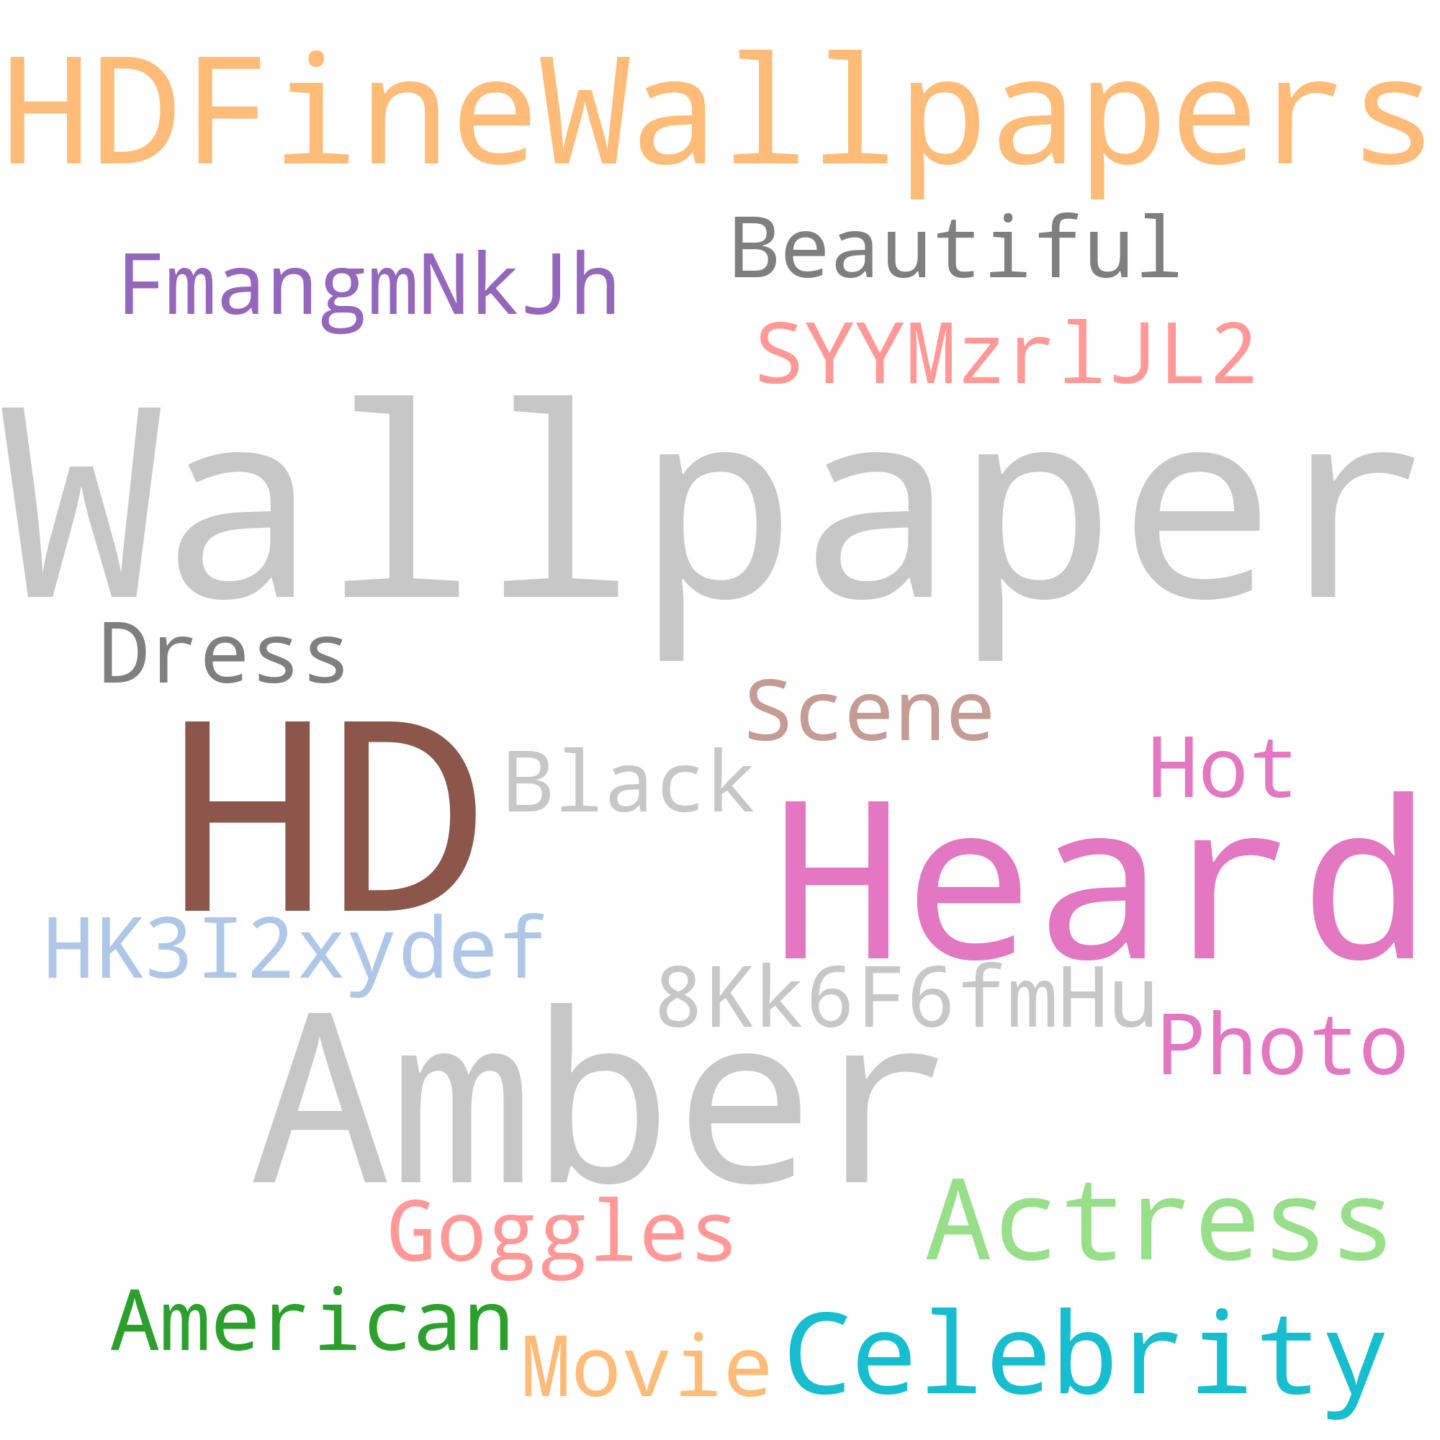 HDFineWallpapers
Beautiful
FmangmNkJh
SYYMzrlJL2
Wallpaper
Dress
Scene
HD
Black
Hot
Heard
HK3I2xydef
8Kk6F6fmHu
Amber
Photo
Goggles
Actress
American
Movie
Celebrity